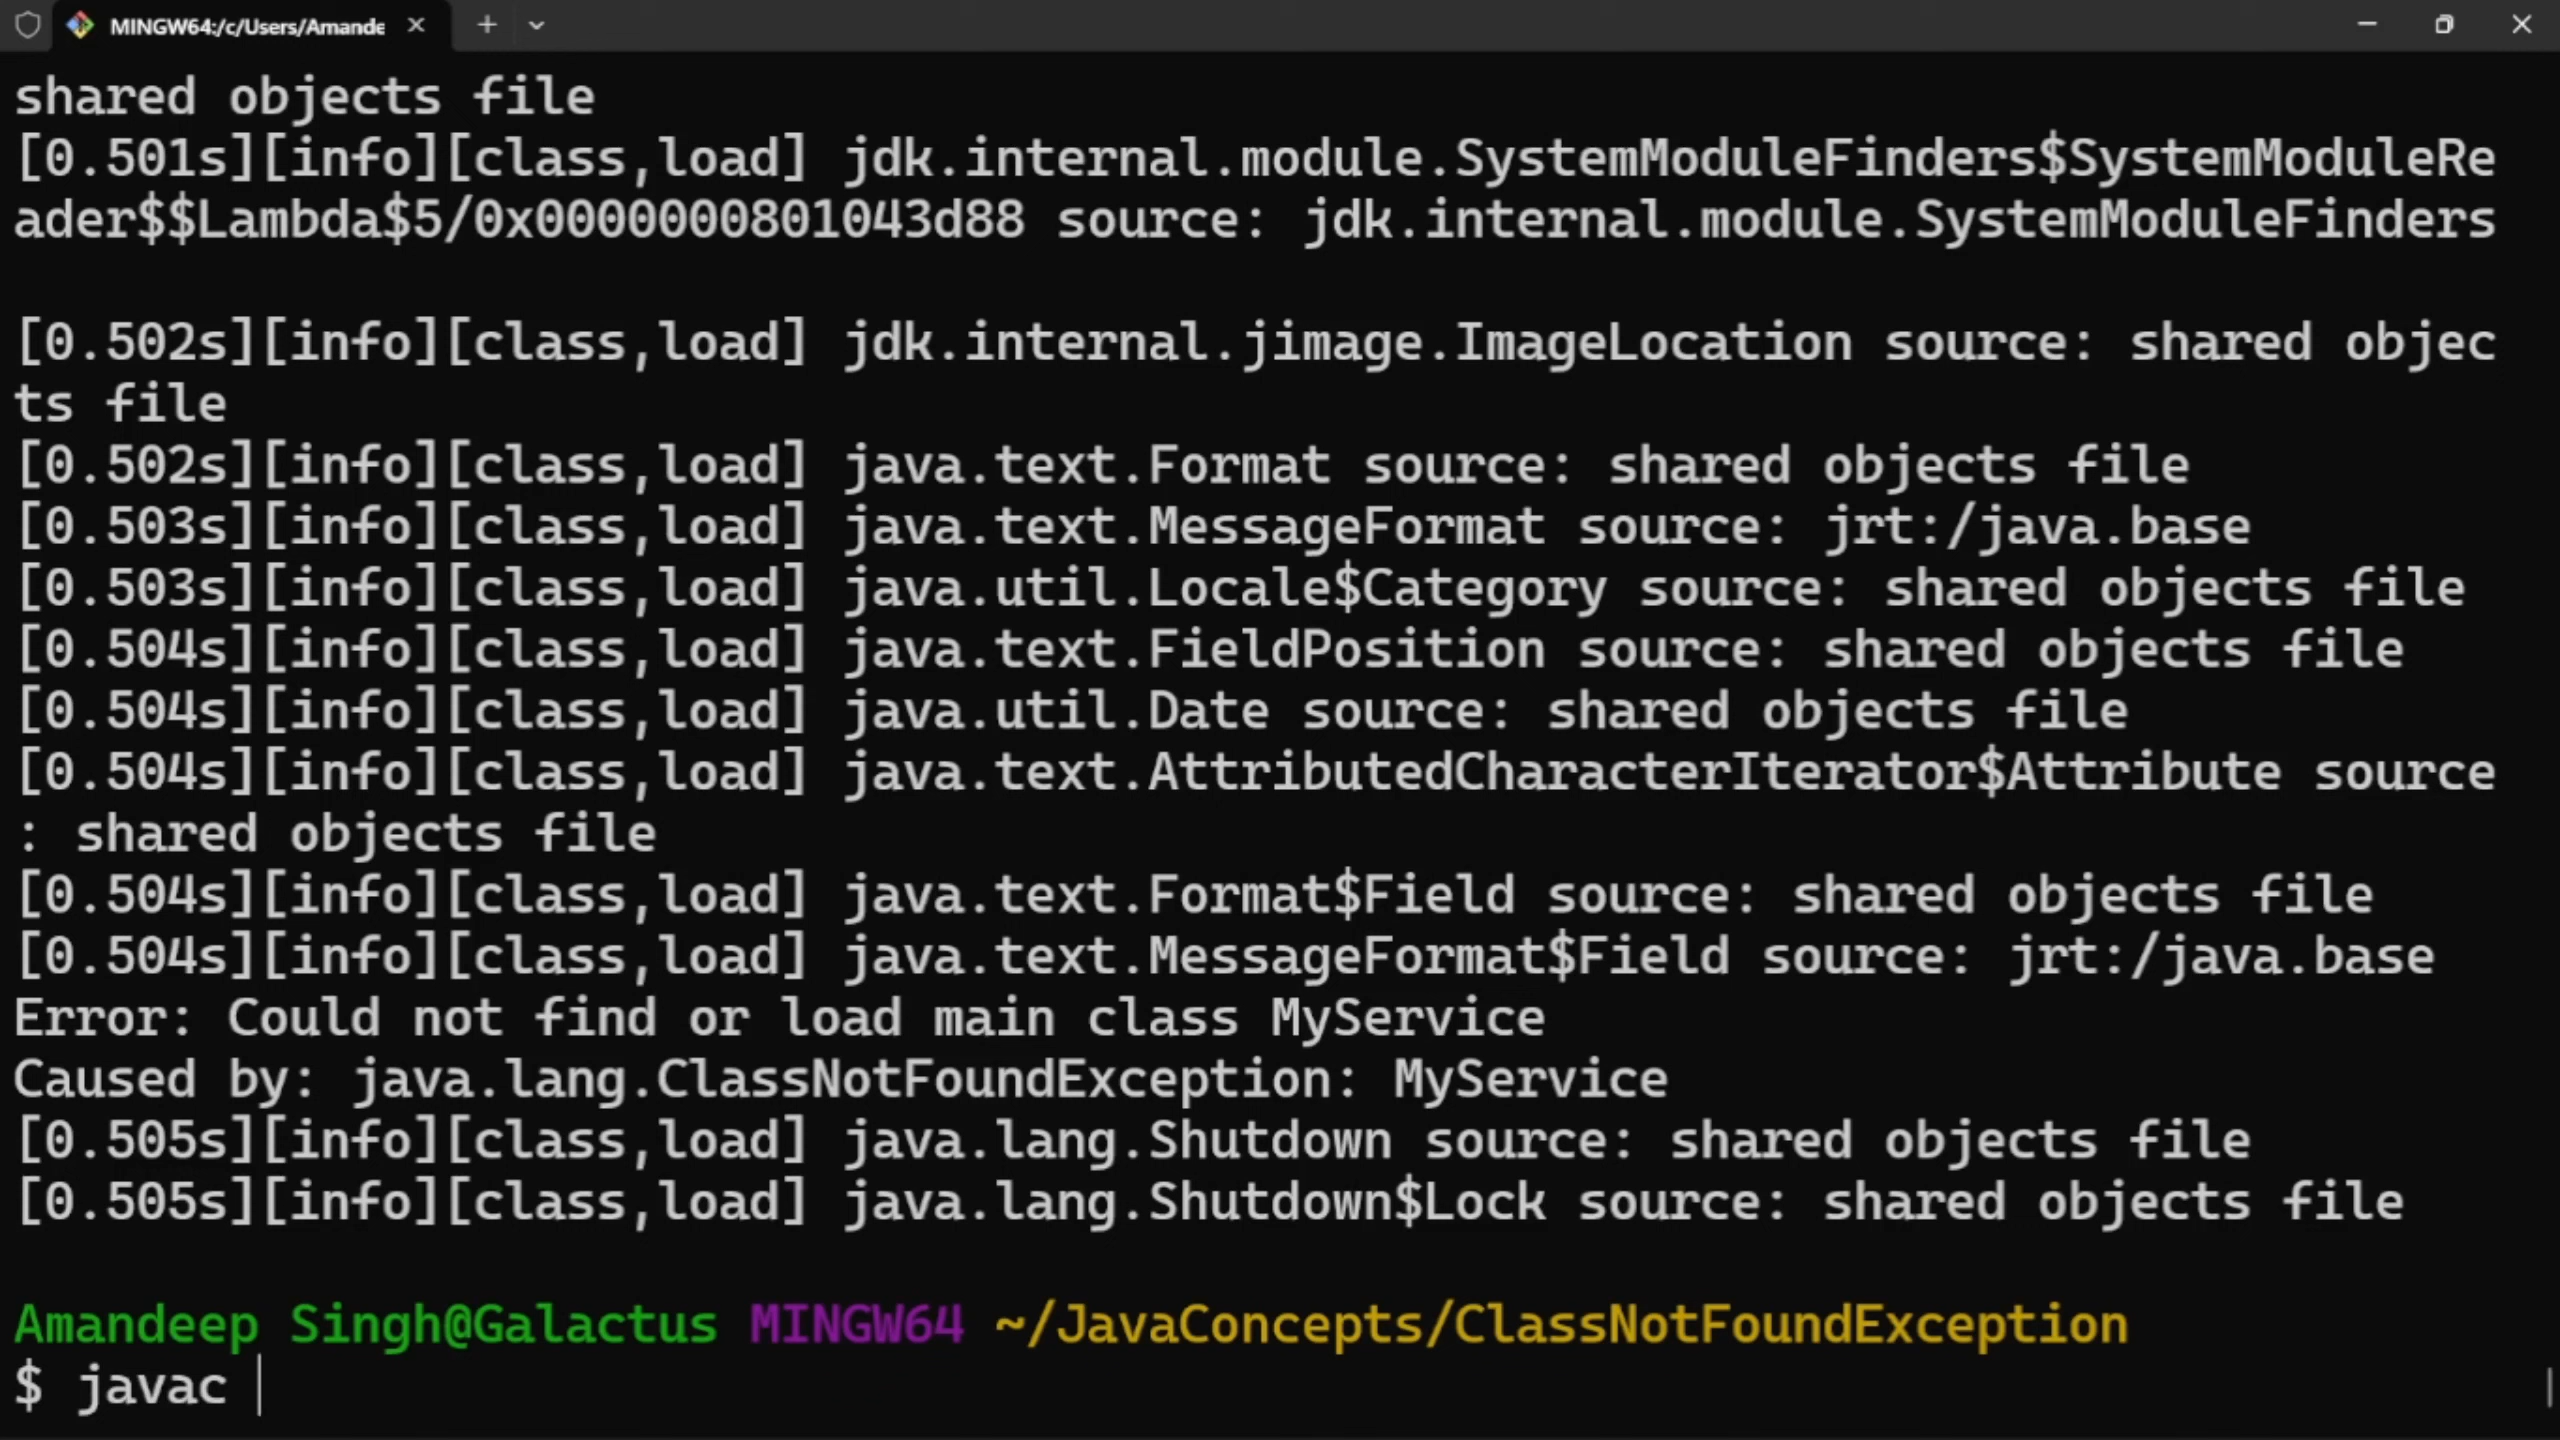 MINGW64:/c/Users/Amande
shared objects file
[0.501s][info][class,load] jdk.internal.module.SystemModuleFinders$SystemModuleRe
ader$$Lambda$5/0x0000000801043d88 source: jdk.internal.module.SystemModuleFinders
[0.502s][info][class,load] jdk.internal.jimage.ImageLocation source: shared objec
ts file
[0.502s][info][class,load] java.text.Format source: shared objects file
[0.503s][info][class,load] java.text.MessageFormat source: jrt:/java.base
[0.503s][info][class,load] java.util.Locale$Category source: shared objects file
[0.504s][info][class,load] java.text.FieldPosition source: shared objects file
[0.504s][info][class,load] java.util.Date source: shared objects file
[0.504s][info][class,load] java.text.AttributedCharacterIterator$Attribute source
: shared objects file
[0.504s][info][class,load] java.text.Format$Field source: shared objects file
[0.504s][info][class,load] java.text.MessageFormat$Field source: jrt:/java.base
Error: Could not find or load main class MyService
Caused by: java.lang.ClassNotFoundException: MyService
[0.505s][info][class,load] java.lang.Shutdown source: shared objects file
[0.505s][info][class,load] java.lang.Shutdown$Lock source: shared objects file
Amandeep Singh@Galactus MINGW64 ~/JavaConcepts/ClassNotFoundException
$ javac